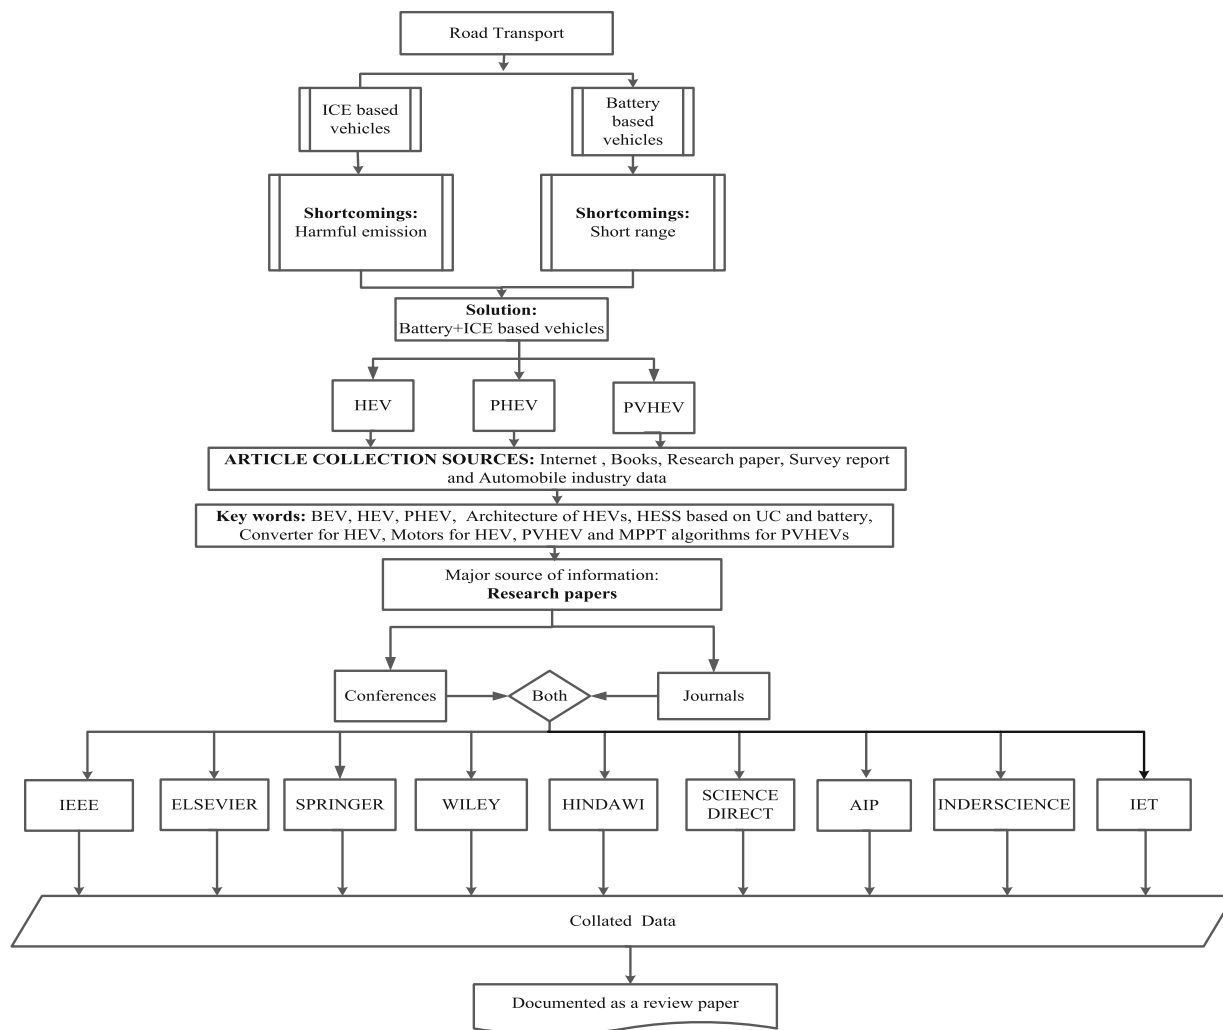 Road Transport
ICE based
vehicles
Battery
based
vehicles
Shortcomings:
Harmful emission
Shortcomings:
Short range
Solution:
Battery+ICE based vehicles
HEV
PHEV
PVHEV
ARTICLE COLLECTION SOURCES: Internet , Books, Research paper, Survey report
and Automobile industry data
Key words: BEV, HEV, PHEV, Architecture of HEVs, HESS based on UC and battery,
Converter for HEV, Motors for HEV, PVHEV and MPPT algorithms for PVHEVs
Major source of information:
Research papers
Conferences
Both
Journals
IEEE
ELSEVIER
SPRINGER
WILEY
HINDAWI
SCIENCE
DIRECT
AIP
INDERSCIENCE
IET
Collated Data
Documented as a review paper